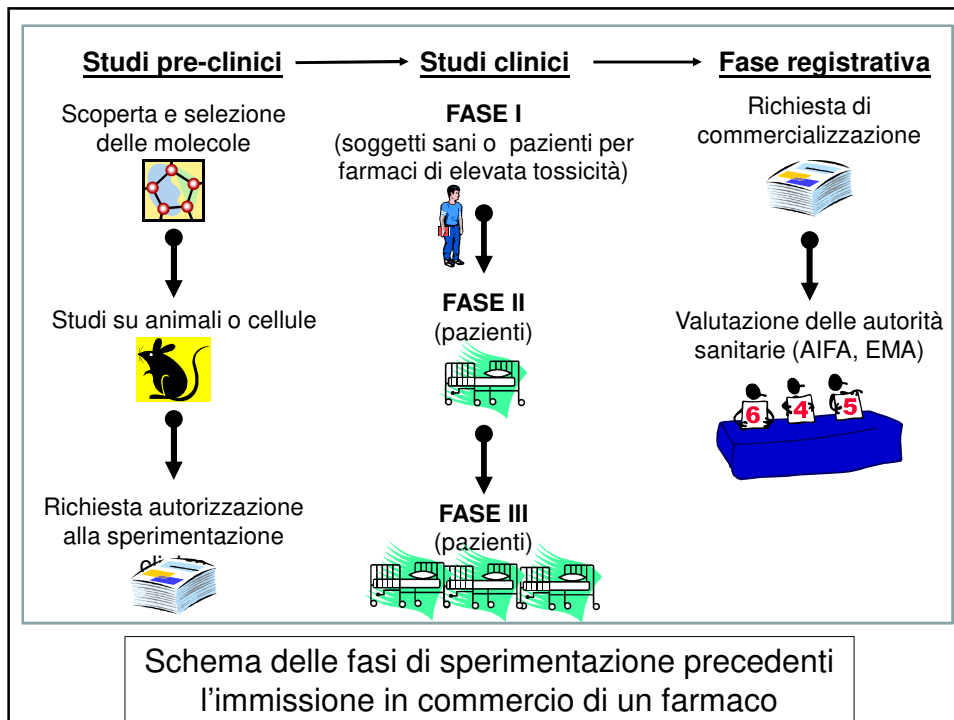 Studi pre-clinici
Scoperta e selezione
delle molecole
Studi su animali o cellule
Richiesta autorizzazione
alla sperimentazione
Studi clinici
FASE I
(soggetti sani o pazienti per
farmaci di elevata tossicità)
FASE II
(pazienti)
FASE III
(pazienti)
Fase registrativa
Richiesta di
commercializzazione
Valutazione delle autorità
sanitarie (AIFA, EMA)
6 4 5
Schema delle fasi di sperimentazione precedenti
l'immissione in commercio di un farmaco